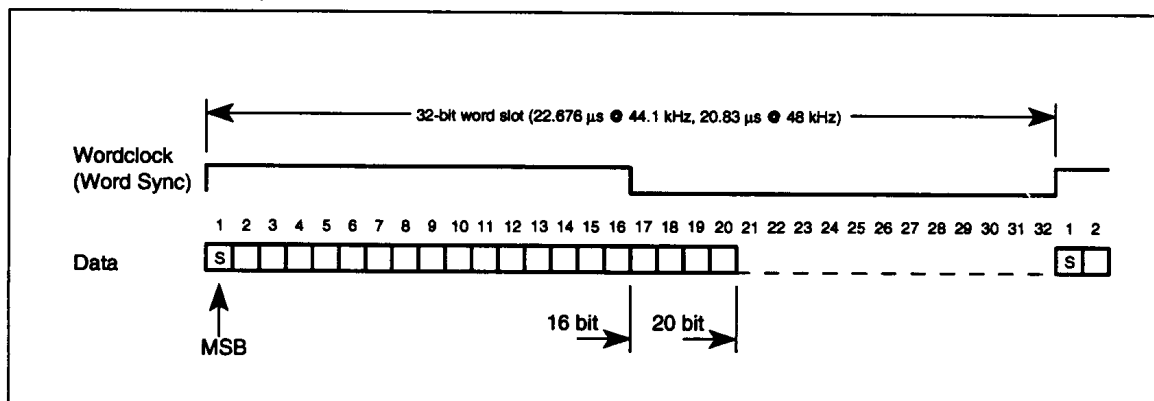 32-bit word slot (22.676 µs @ 44.1 kHz, 20.83 µs @ 48 kHz)
Wordclock
(Word Sync)
1 2 3 4 5 6 7 8 9 10 11 12 13 14 15 16 17 18 19 20 21 22 23 24 25 26 27 28 29 30 31 32 1 2
Data S S
16 bit 20 bit
MSB